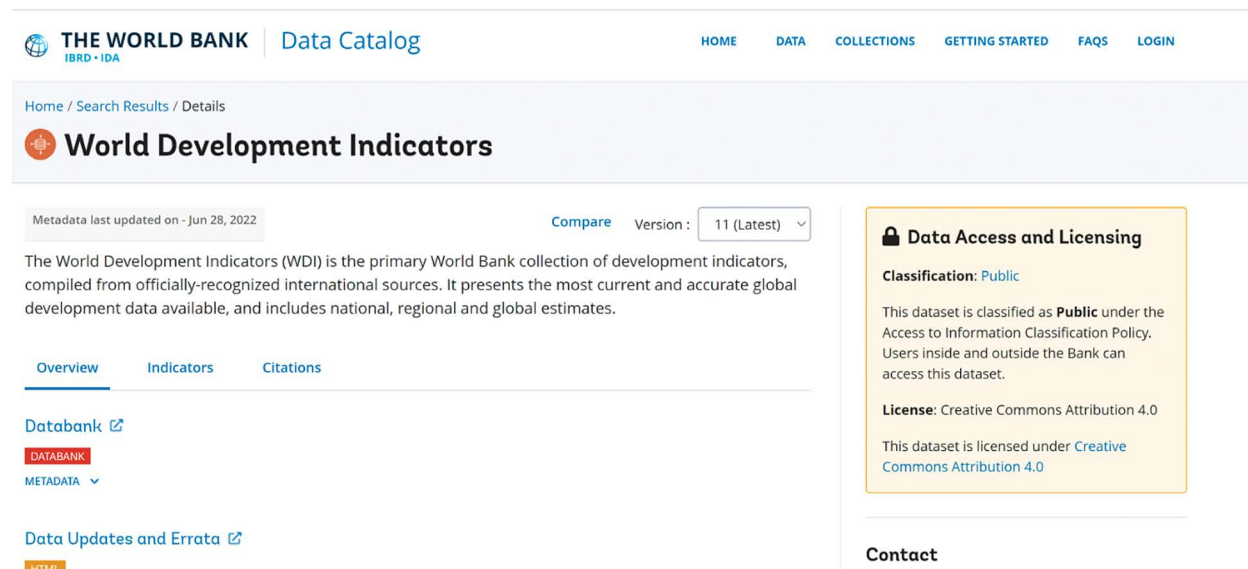 THE WORLD BANK
IBRD • IDA
Data Catalog
HOME DATA COLLECTIONS GETTING STARTED FAQS LOGIN
Home / Search Results / Details
World Development Indicators
Metadata last updated on - Jun 28, 2022
Compare Version : 11 (Latest)
The World Development Indicators (WDI) is the primary World Bank collection of development indicators,
compiled from officially-recognized international sources. It presents the most current and accurate global
development data available, and includes national, regional and global estimates.
Overview Indicators Citations
Databank
DATABANK
METADATA
Data Updates and Errata
HTML
Data Access and Licensing
Classification: Public
This dataset is classified as Public under the
Access to Information Classification Policy.
Users inside and outside the Bank can
access this dataset.
License: Creative Commons Attribution 4.0
This dataset is licensed under Creative
Commons Attribution 4.0
Contact